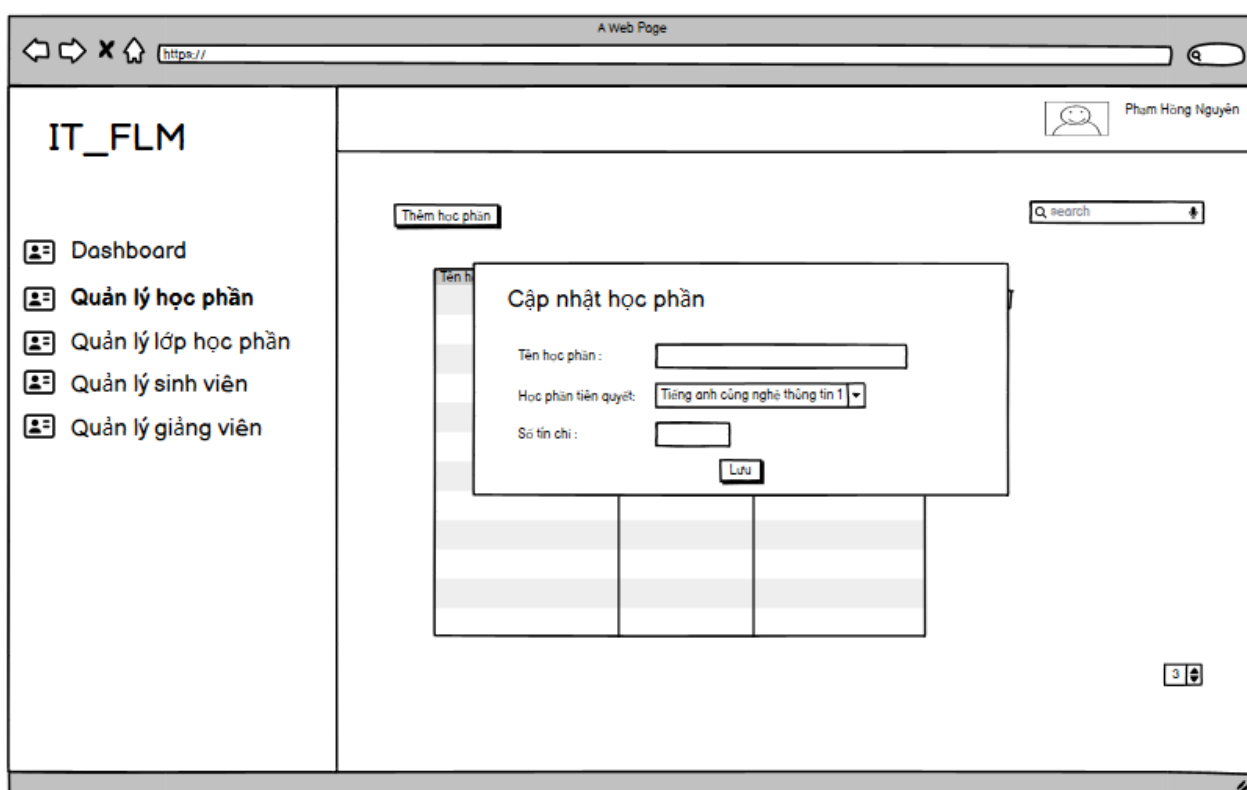 A Web Page
https://
IT_FLM
Phạm Hồng Nguyên
Thêm học phần
search
Dashboard
Quản lý học phần
Quản lý lớp học phần
Quản lý sinh viên
Quản lý giảng viên
Tên
Cập nhật học phần
Tên học phần :
Học phần tiên quyết:
Tiếng anh công nghệ thông tin 1
Số tín chỉ :
Lưu
3